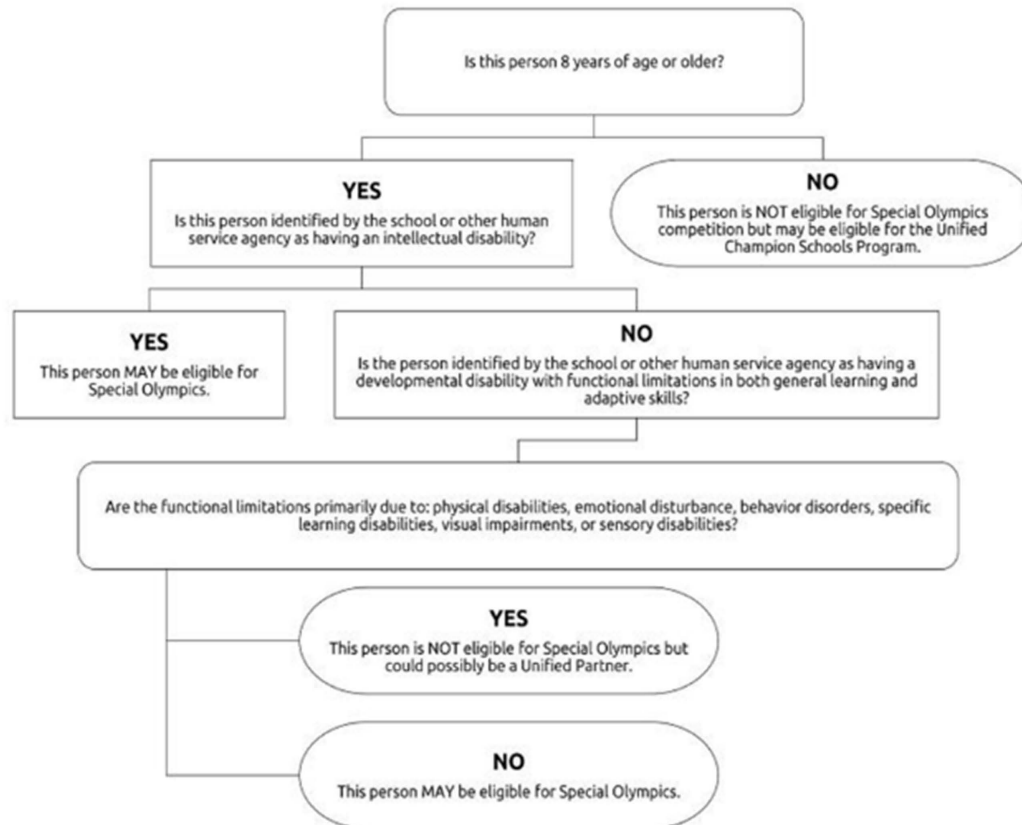 Is this person 8 years of age or older?
YES
Is this person identified by the school or other human
service agency as having an intellectual disability?
NO
This person is NOT eligible for Special Olympics
competition but may be eligible for the Unified
Champion Schools Program.
YES
This person MAY be eligible for
Special Olympics.
NO
Is the person identified by the school or other human service agency as having a
developmental disability with functional limitations in both general learning and
adaptive skills?
Are the functional limitations primarily due to: physical disabilities, emotional disturbance, behavior disorders, specific
learning disabilities, visual impairments, or sensory disabilities?
YES
This person is NOT eligible for Special Olympics but
could possibly be a Unified Partner.
NO
This person MAY be eligible for Special Olympics.